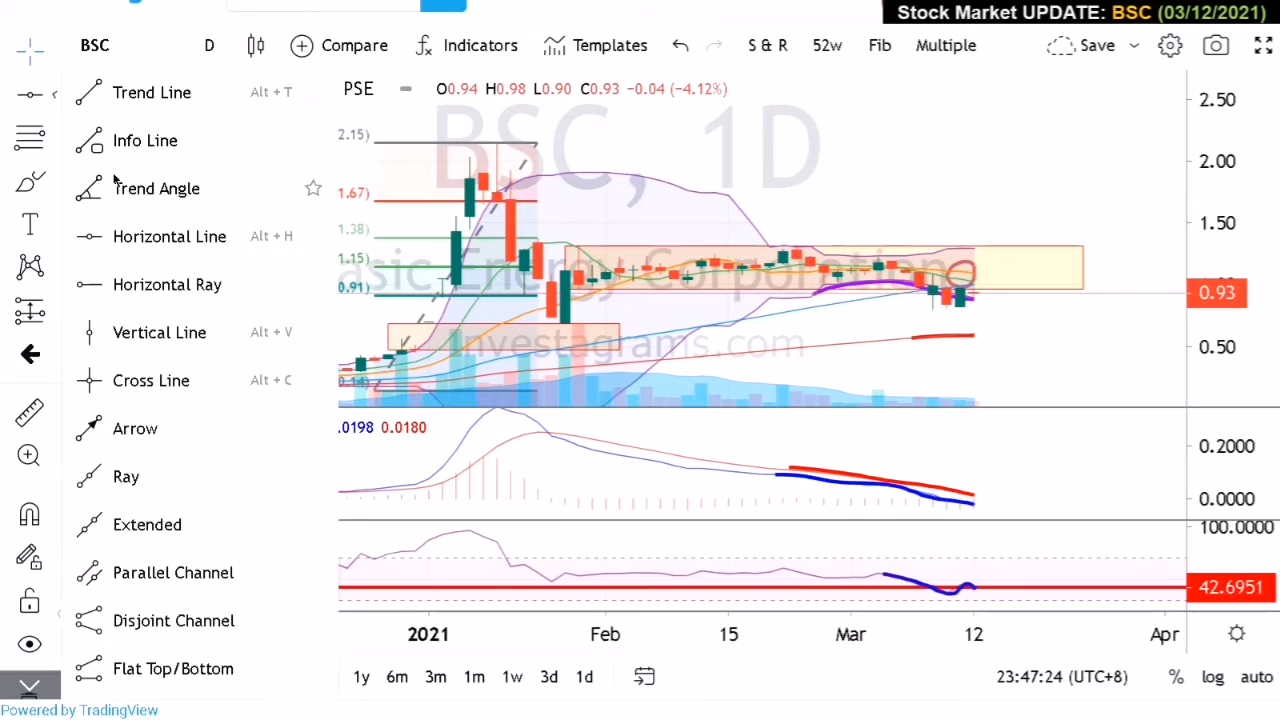 Stock Market UPDATE: BSC (03/12/2021)
BSC D Compare Indicators Templates S & R 52w Fib Multiple Save
Trend Line Alt + T
Info Line
Trend Angle
Horizontal Line Alt + H
Horizontal Ray
Vertical Line Alt + V
Cross Line Alt + C
Arrow
Ray
Extended
Parallel Channel
Disjoint Channel
Flat Top/Bottom
PSE O0.94 H0.98 L0.90 C0.93 −0.04 (−4.12%)
BSC, 1D
asic Energy Corporation
Investagrams.com
2.15)
1.67)
1.38)
1.15)
0.91)
0.14)
2.50
2.00
1.50
0.93
0.50
.0198 0.0180
0.2000
0.0000
100.0000
42.6951
2021 Feb 15 Mar 12 Apr
1y 6m 3m 1m 1w 3d 1d 23:47:24 (UTC+8) % log auto
Powered by TradingView